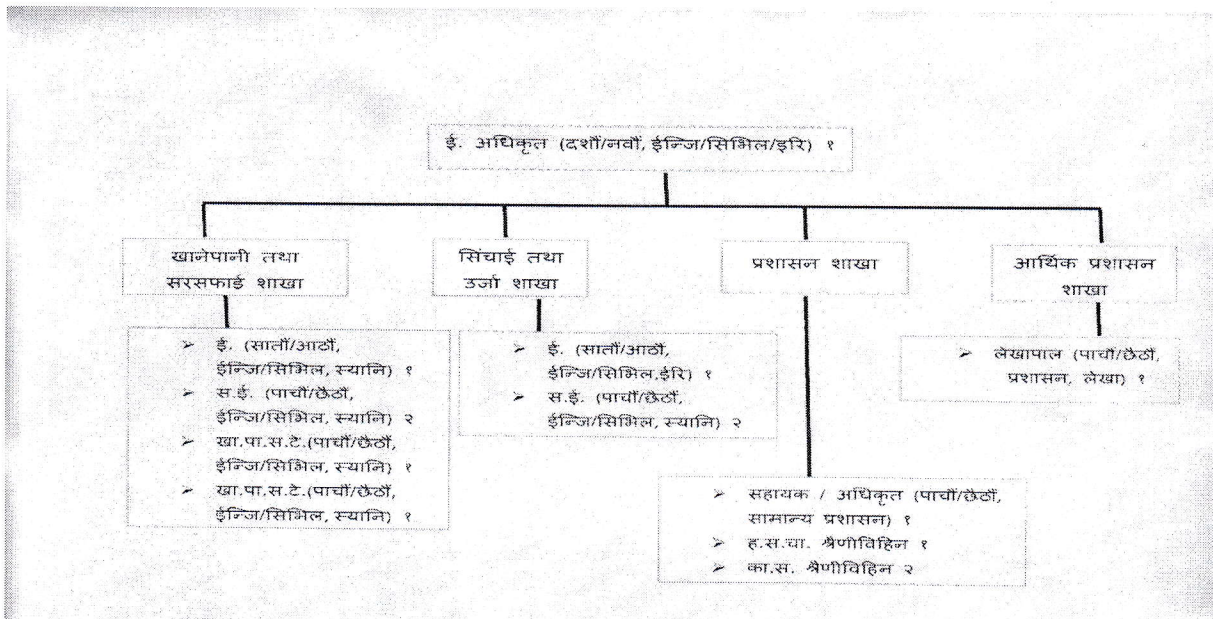 ई. अधिकृत (दशौं/नवौं, ईन्जि/सिभिल/इरि) १
खानेपानी तथा
सरसफाई शाखा
➢ ई. (सातौं/आठौं,
ईन्जि/सिभिल, स्यानि) १
➢ स.ई. (पाचौं/छैठौं,
ईन्जि/सिभिल, स्यानि) २
➢ खा.पा.स.टे.(पाचौं/छैठौं,
ईन्जि/सिभिल, स्यानि) १
➢ खा.पा.स.टे.(पाचौं/छैठौं,
ईन्जि/सिभिल, स्यानि) १
सिंचाई तथा
उर्जा शाखा
➢ ई. (सातौं/आठौं,
ईन्जि/सिभिल,ईरि) १
➢ स.ई. (पाचौं/छैठौं,
ईन्जि/सिभिल, स्यानि) २
प्रशासन शाखा
➢ सहायक / अधिकृत (पाचौं/छैठौं,
सामान्य प्रशासन) १
➢ ह.स.चा. श्रेणीविहिन १
➢ का.स. श्रेणीविहिन २
आर्थिक प्रशासन
शाखा
➢ लेखापाल (पाचौं/छैठौं,
प्रशासन, लेखा) १